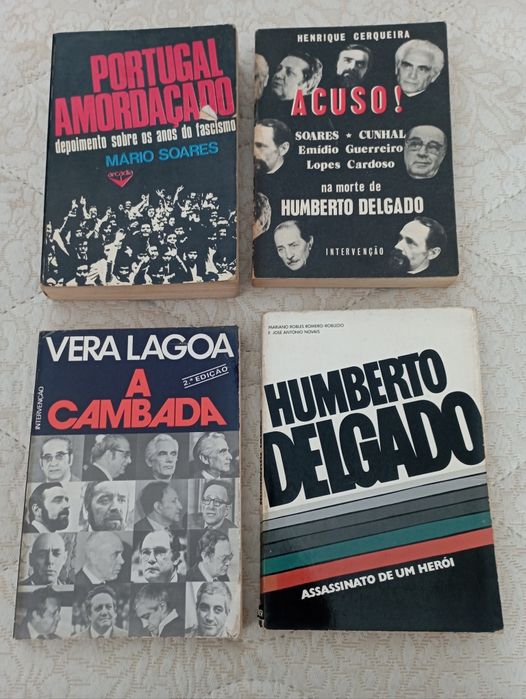 PORTUGAL
AMORDAÇADO
depoimento sobre os anos do fascismo
MÁRIO SOARES
arcádia
HENRIQUE CERQUEIRA
ACUSO!
SOARES ★ CUNHAL
Emídio Guerreiro
Lopes Cardoso
na morte de
HUMBERTO DELGADO
INTERVENÇÃO
INTERVENÇÃO
VERA LAGOA
2.ª EDIÇÃO
A
CAMBADA
MARIANO ROBLES ROMERO-ROBLEDO
E JOSÉ ANTONIO NOVAIS
HUMBERTO
DELGADO
ASSASSINATO DE UM HERÓI